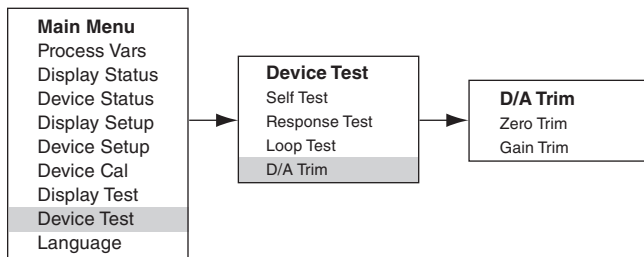 Main Menu
Process Vars
Display Status
Device Status
Display Setup
Device Setup
Device Cal
Display Test
Device Test
Language
Device Test
Self Test
Response Test
Loop Test
D/A Trim
D/A Trim
Zero Trim
Gain Trim